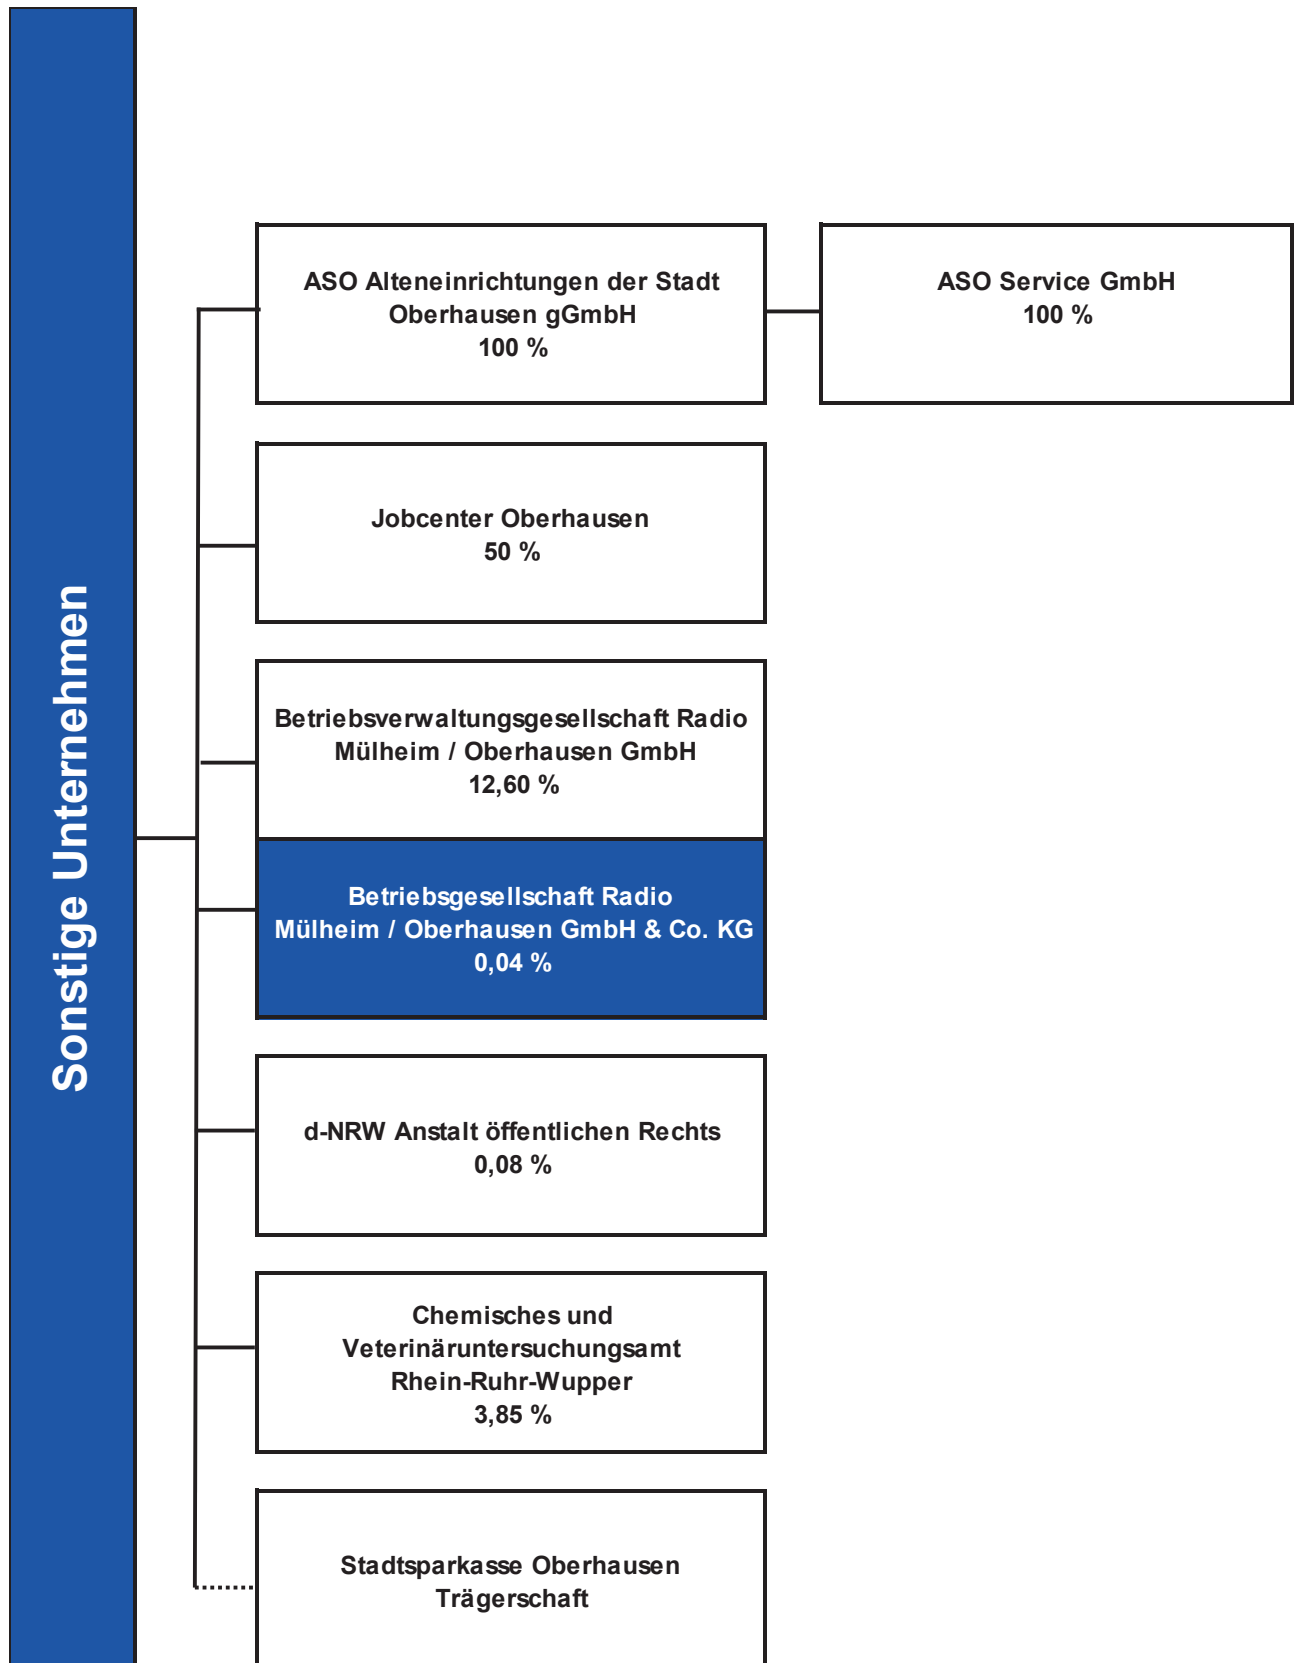 Sonstige Unternehmen
ASO Alteneinrichtungen der Stadt
Oberhausen gGmbH
100 %
ASO Service GmbH
100 %
Jobcenter Oberhausen
50 %
Betriebsverwaltungsgesellschaft Radio
Mülheim / Oberhausen GmbH
12,60 %
Betriebsgesellschaft Radio
Mülheim / Oberhausen GmbH & Co. KG
0,04 %
d-NRW Anstalt öffentlichen Rechts
0,08 %
Chemisches und
Veterinäruntersuchungsamt
Rhein-Ruhr-Wupper
3,85 %
Stadtsparkasse Oberhausen
Trägerschaft